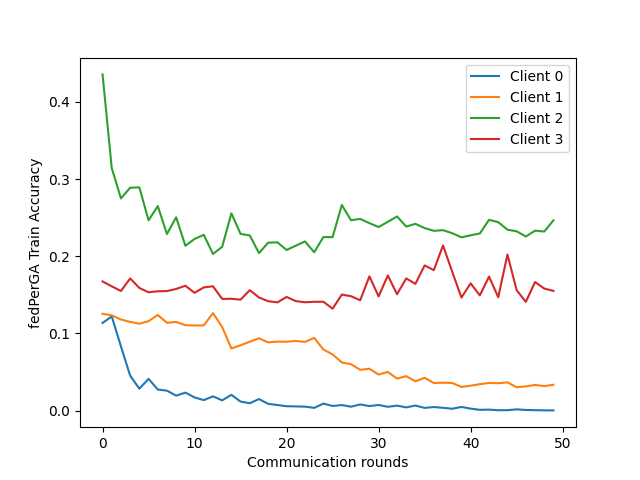 Client 0
Client 1
Client 2
Client 3
fedPerGA Train Accuracy
0.4
0.3
0.2
0.1
0.0
0 10 20 30 40 50
Communication rounds